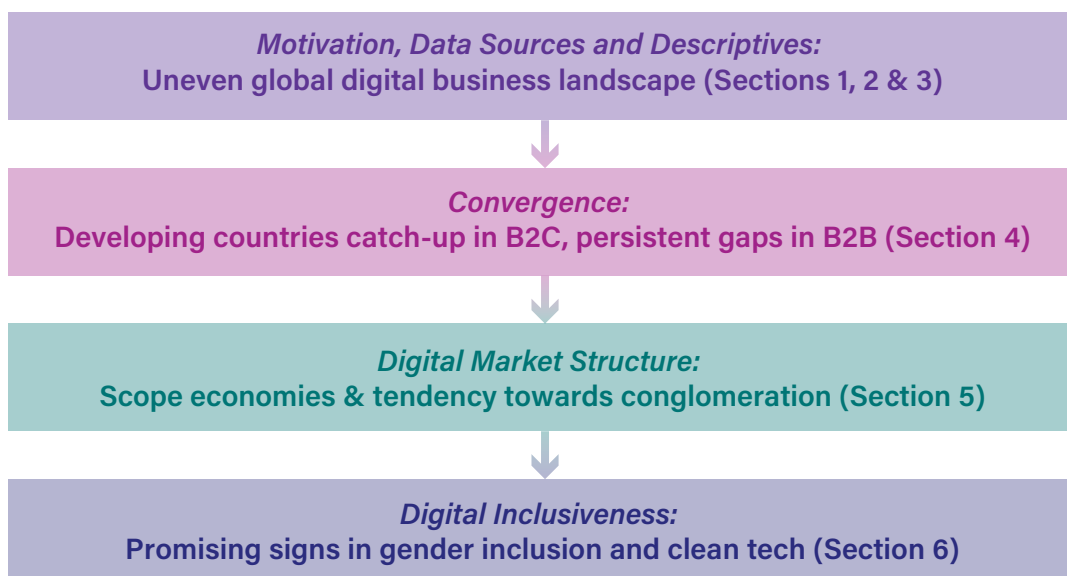 Motivation, Data Sources and Descriptives:
Uneven global digital business landscape (Sections 1, 2 & 3)
Convergence:
Developing countries catch-up in B2C, persistent gaps in B2B (Section 4)
Digital Market Structure:
Scope economies & tendency towards conglomeration (Section 5)
Digital Inclusiveness:
Promising signs in gender inclusion and clean tech (Section 6)